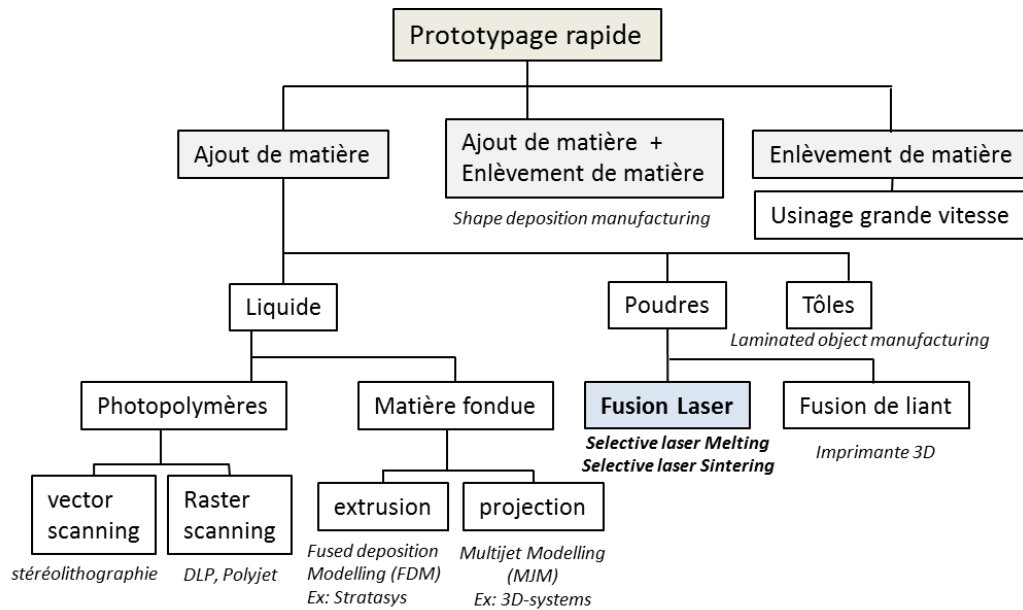 Prototypage rapide
Ajout de matière
Ajout de matière +
Enlèvement de matière
Shape deposition manufacturing
Enlèvement de matière
Usinage grande vitesse
Liquide
Poudres
Tôles
Laminated object manufacturing
Photopolymères
Matière fondue
Fusion Laser
Selective laser Melting
Selective laser Sintering
Fusion de liant
Imprimante 3D
vector
scanning
stéréolithographie
Raster
scanning
DLP, Polyjet
extrusion
Fused deposition
Modelling (FDM)
Ex: Stratasys
projection
Multijet Modelling
(MJM)
Ex: 3D-systems